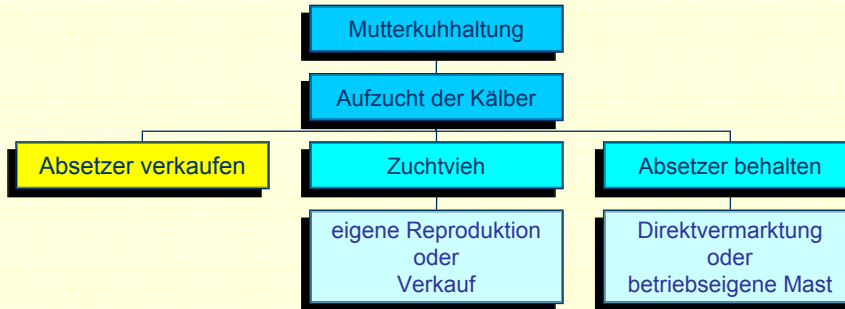 Mutterkuhhaltung
Aufzucht der Kälber
Absetzer verkaufen
Zuchtvieh
Absetzer behalten
eigene Reproduktion
oder
Verkauf
Direktvermarktung
oder
betriebseigene Mast